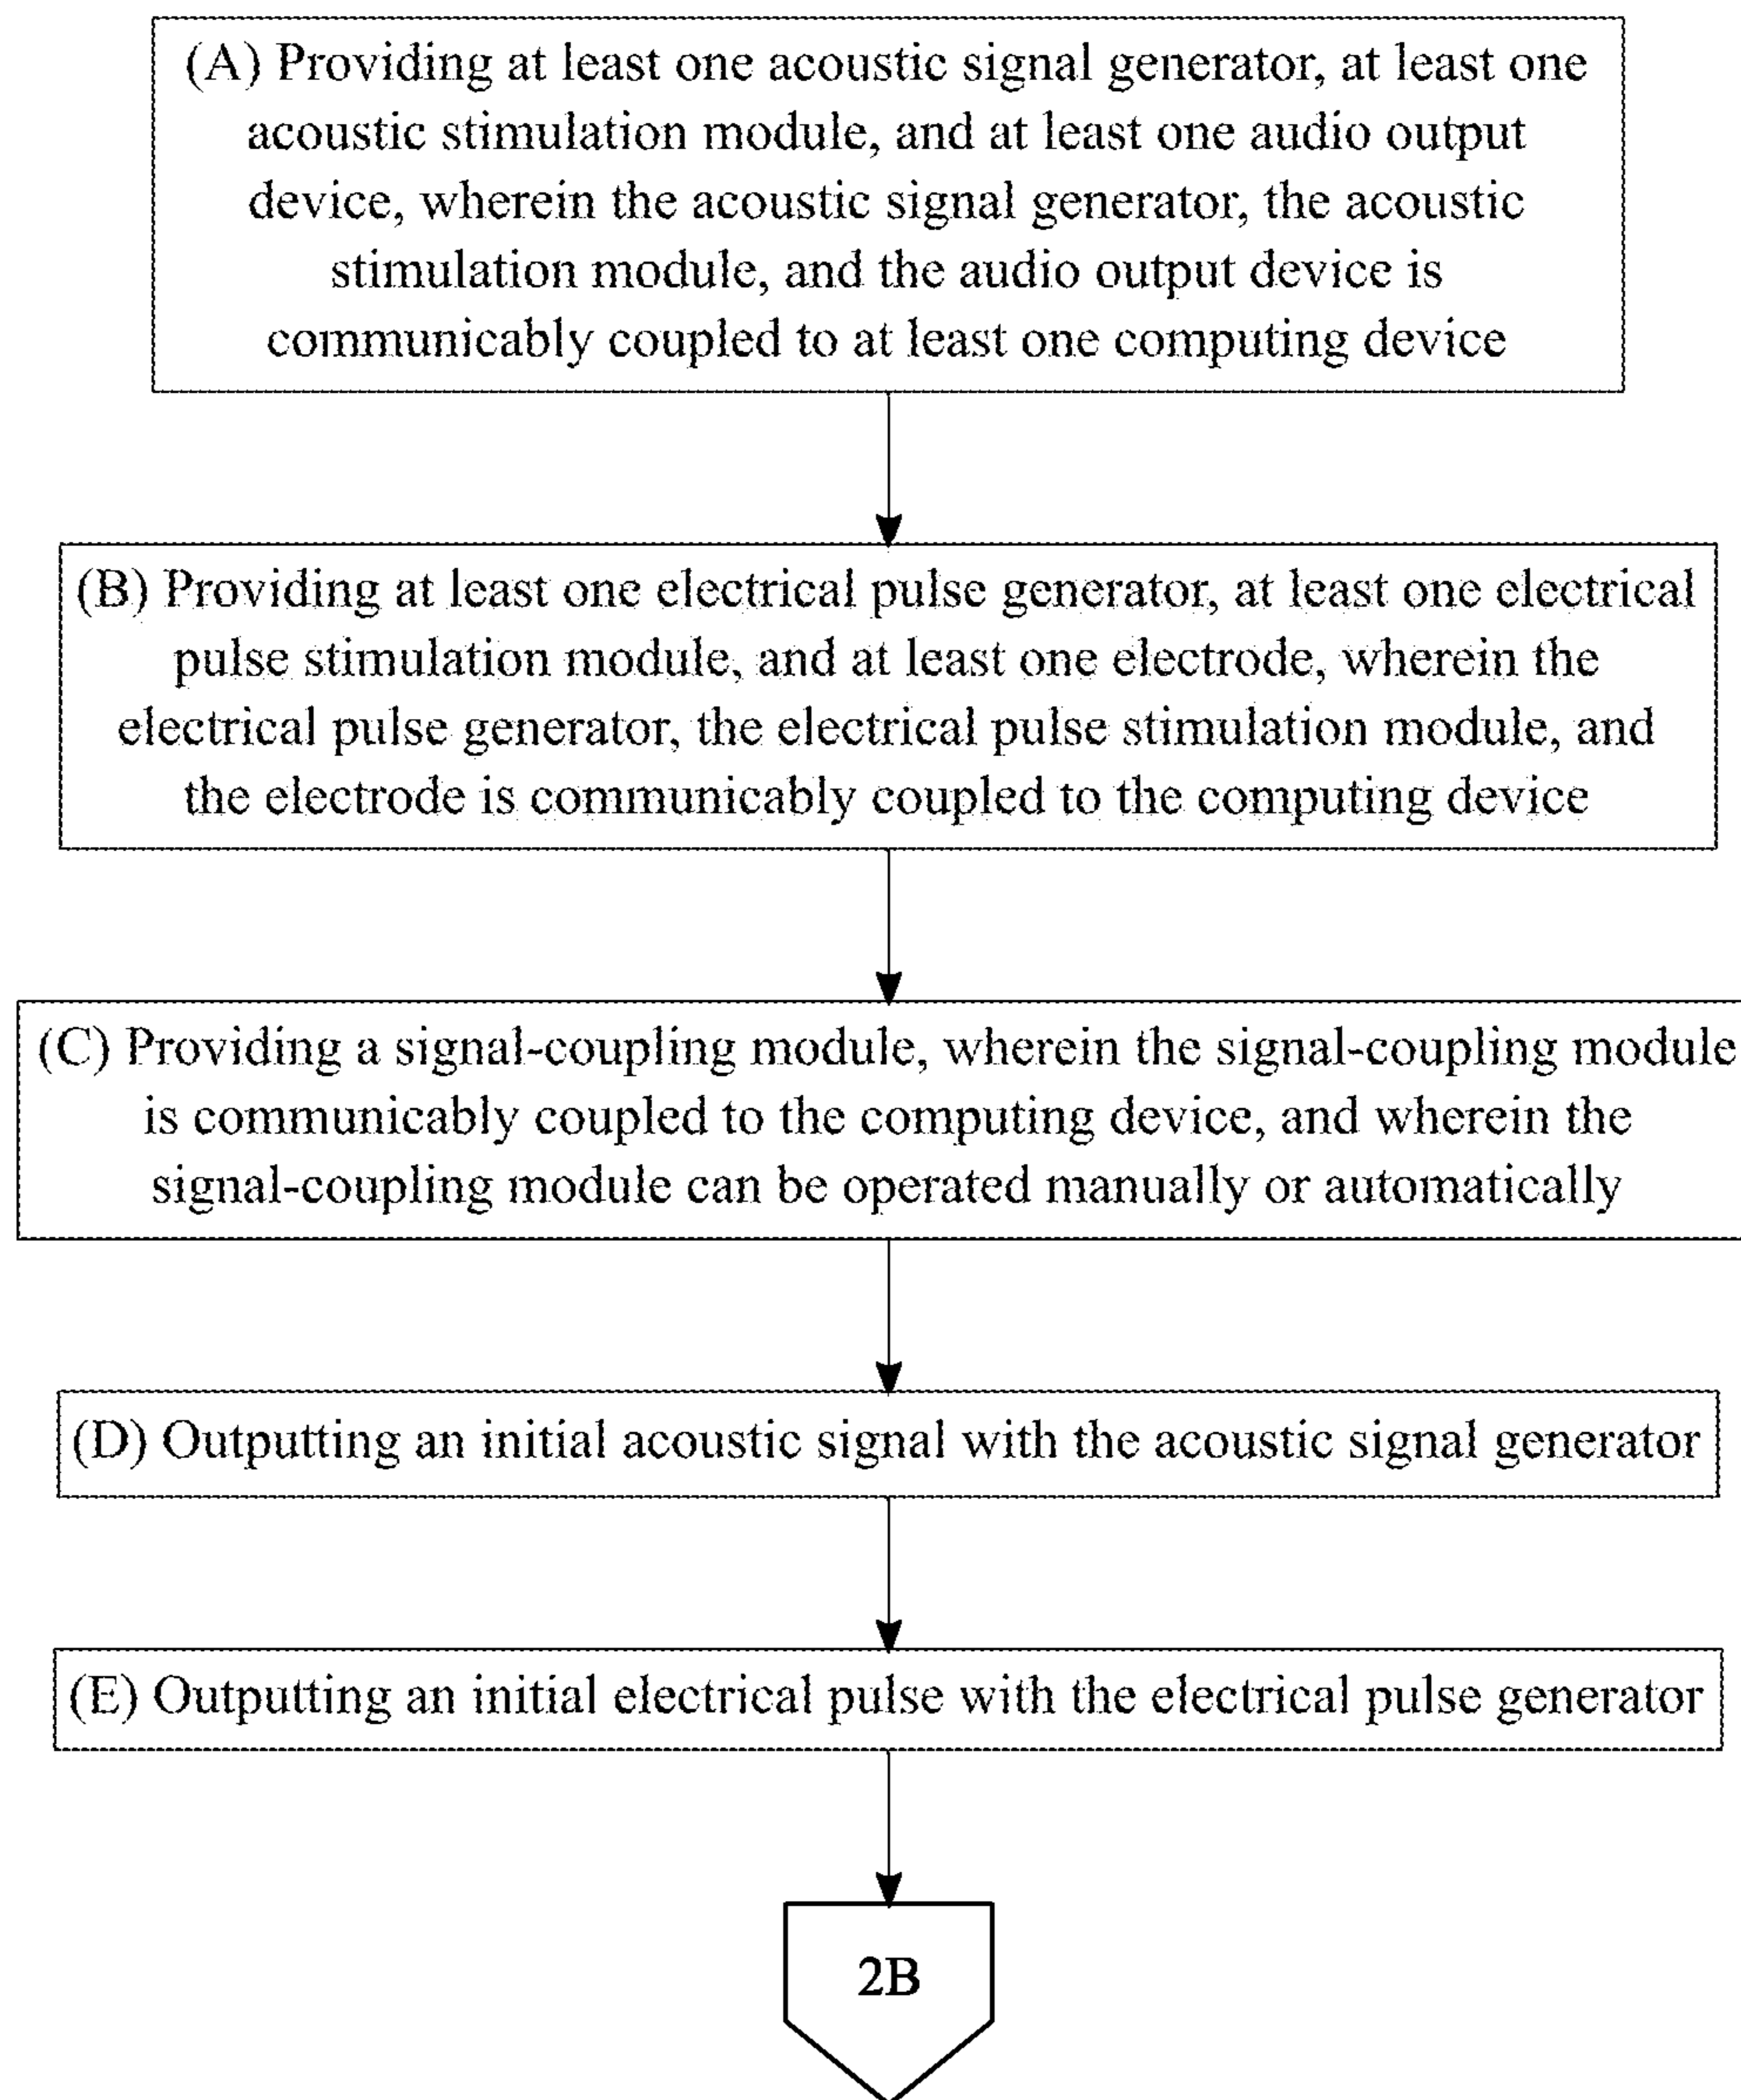 (A) Providing at least one acoustic signal generator, at least one
acoustic stimulation module, and at least one audio output
device, wherein the acoustic signal generator, the acoustic
stimulation module, and the audio output device is
communicably coupled to at least one computing device
(B) Providing at least one electrical pulse generator, at least one electrical
pulse stimulation module, and at least one electrode, wherein the
electrical pulse generator, the electrical pulse stimulation module, and
the electrode is communicably coupled to the computing device
(C) Providing a signal-coupling module, wherein the signal-coupling module
is communicably coupled to the computing device, and wherein the
signal-coupling module can be operated manually or automatically
(D) Outputting an initial acoustic signal with the acoustic signal generator
(E) Outputting an initial electrical pulse with the electrical pulse generator
2B